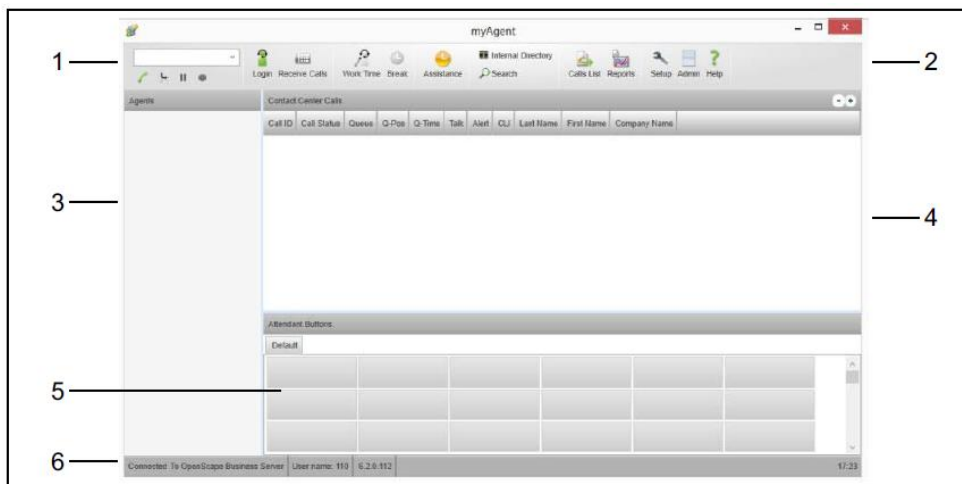 myAgent
1
Login Receive Calls Work Time Break Assistance Internal Directory Search Calls List Reports Setup Admin Help
2
Agents
Contact Center Calls
Call ID Call Status Queue Q-Pos Q-Time Talk Alert CLI Last Name First Name Company Name
3
4
Attendant Buttons
Default
5
6
Connected To OpenScape Business Server User name: 110 6.2.0.112 17:23